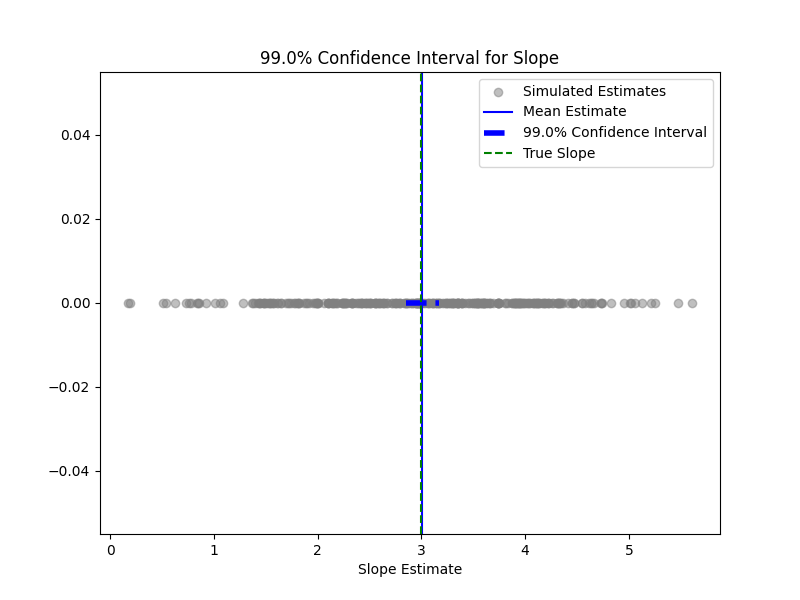 99.0% Confidence Interval for Slope
Simulated Estimates
Mean Estimate
99.0% Confidence Interval
True Slope
0.04
0.02
0.00
−0.02
−0.04
0 1 2 3 4 5
Slope Estimate